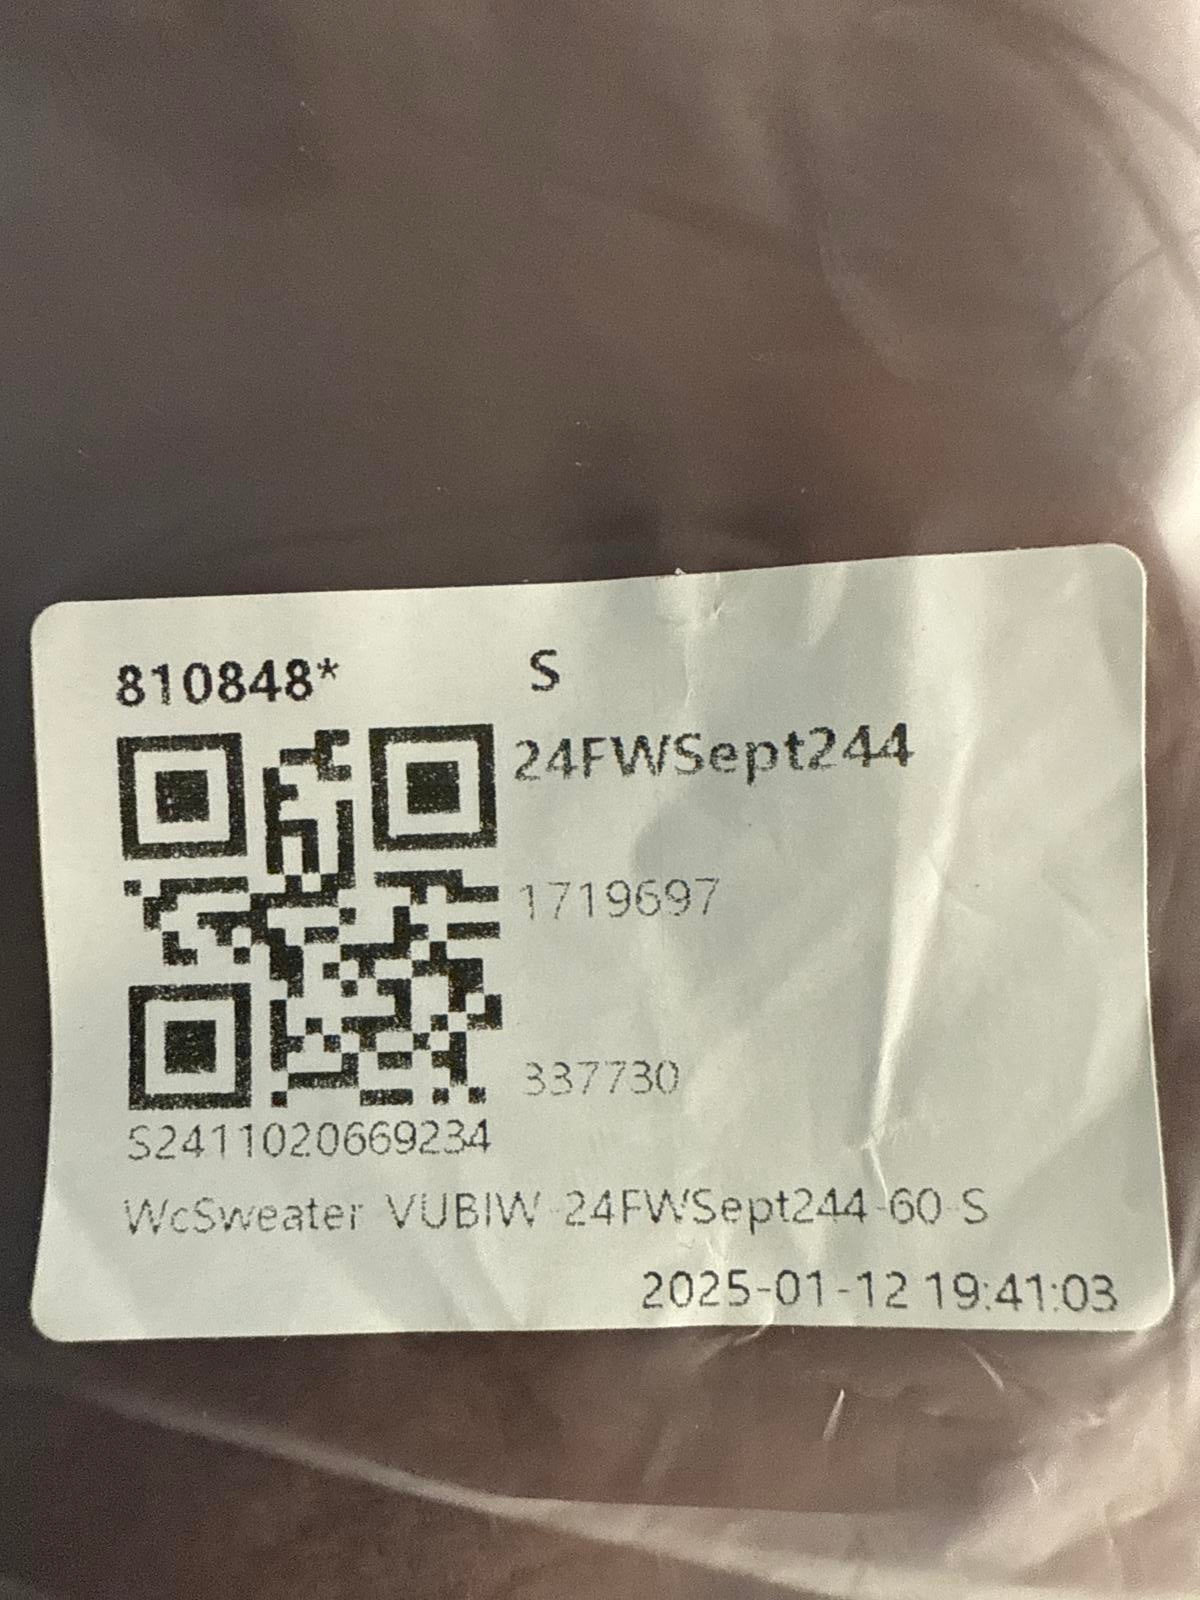 810848* S
24FWSept244
1719697
337730
S2411020669234
WcSweater VUBIW 24FWSept244-60-S
2025-01-12 19:41:03